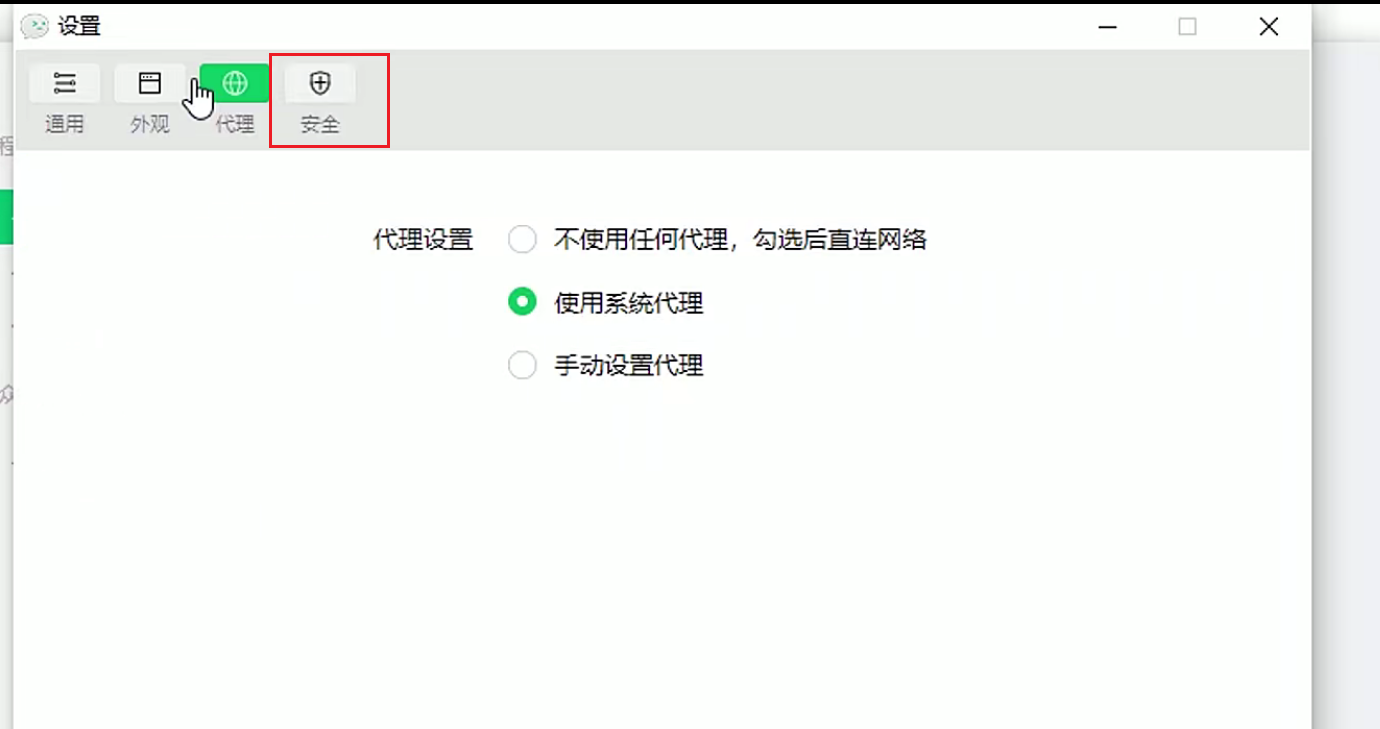 设置
通用 外观 代理 安全
程
代理设置 不使用任何代理，勾选后直连网络
使用系统代理
手动设置代理